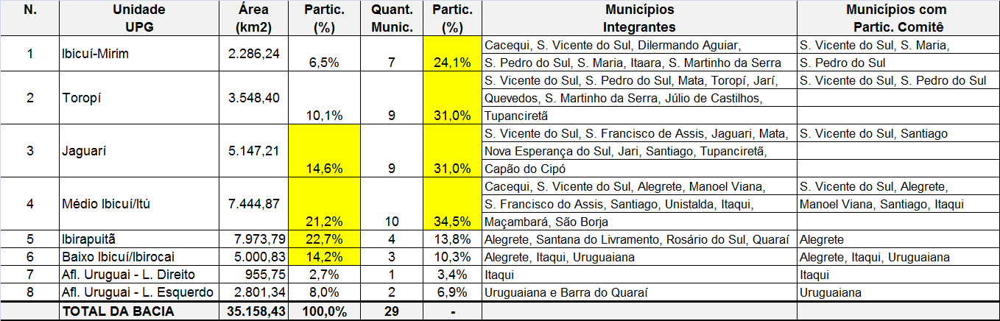 N. Unidade Área Partic. Quant. Partic. Municípios Municípios com
UPG (km2) (%) Munic. (%) Integrantes Partic. Comitê
1 Ibicuí-Mirim 2.286,24 6,5% 7 24,1% Cacequi, S. Vicente do Sul, Dilermando Aguiar, S. Vicente do Sul, S. Maria,
S. Pedro do Sul, S. Maria, Itaara, S. Martinho da Serra S. Pedro do Sul
2 Toropí 3.548,40 10,1% 9 31,0% S. Vicente do Sul, S. Pedro do Sul, Mata, Toropí, Jarí, S. Vicente do Sul, S. Pedro do Sul
Quevedos, S. Martinho da Serra, Júlio de Castilhos,
Tupanciretã
3 Jaguarí 5.147,21 14,6% 9 31,0% S. Vicente do Sul, S. Francisco de Assis, Jaguari, Mata, S. Vicente do Sul, Santiago
Nova Esperança do Sul, Jari, Santiago, Tupanciretã,
Capão do Cipó
4 Médio Ibicuí/Itú 7.444,87 21,2% 10 34,5% Cacequi, S. Vicente do Sul, Alegrete, Manoel Viana, S. Vicente do Sul, Alegrete,
S. Francisco do Assis, Santiago, Unistalda, Itaqui, Manoel Viana, Santiago, Itaqui
Maçambará, São Borja
5 Ibirapuitã 7.973,79 22,7% 4 13,8% Alegrete, Santana do Livramento, Rosário do Sul, Quaraí Alegrete
6 Baixo Ibicuí/Ibirocai 5.000,83 14,2% 3 10,3% Alegrete, Itaqui, Uruguaiana Alegrete, Itaqui, Uruguaiana
7 Afl. Uruguai - L. Direito 955,75 2,7% 1 3,4% Itaqui Itaqui
8 Afl. Uruguai - L. Esquerdo 2.801,34 8,0% 2 6,9% Uruguaiana e Barra do Quaraí Uruguaiana
TOTAL DA BACIA 35.158,43 100,0% 29 -